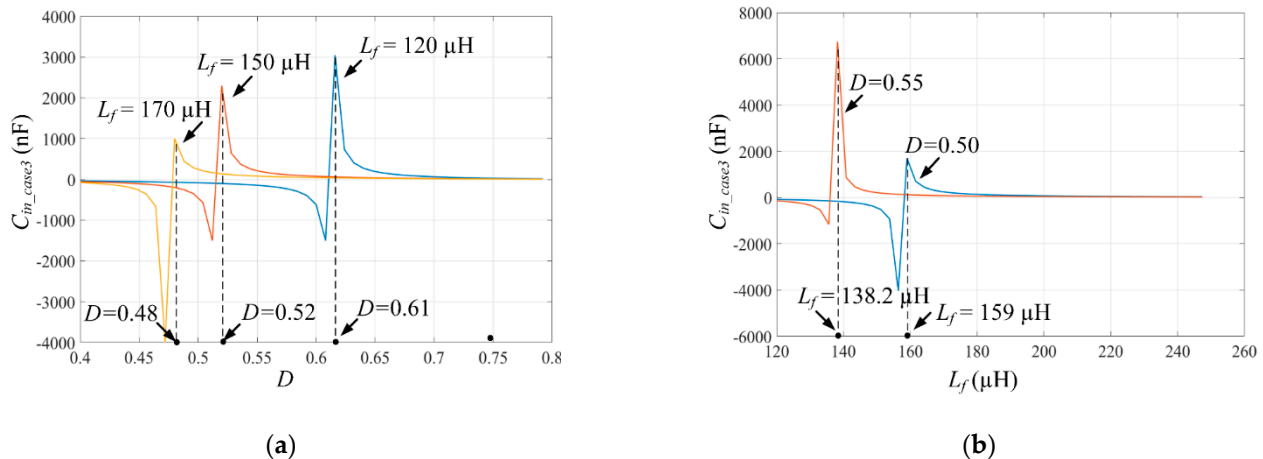 4000
3000
2000
1000
0
-1000
-2000
-3000
-4000
C_in_case3 (nF)
L_f = 170 µH
L_f = 150 µH
L_f = 120 µH
D=0.48
D=0.52
D=0.61
0.4 0.45 0.5 0.55 0.6 0.65 0.7 0.75 0.8
D
(a)
8000
6000
4000
2000
0
-2000
-4000
-6000
C_in_case3 (nF)
D=0.55
D=0.50
L_f = 138.2 µH
L_f = 159 µH
120 140 160 180 200 220 240 260
L_f (µH)
(b)